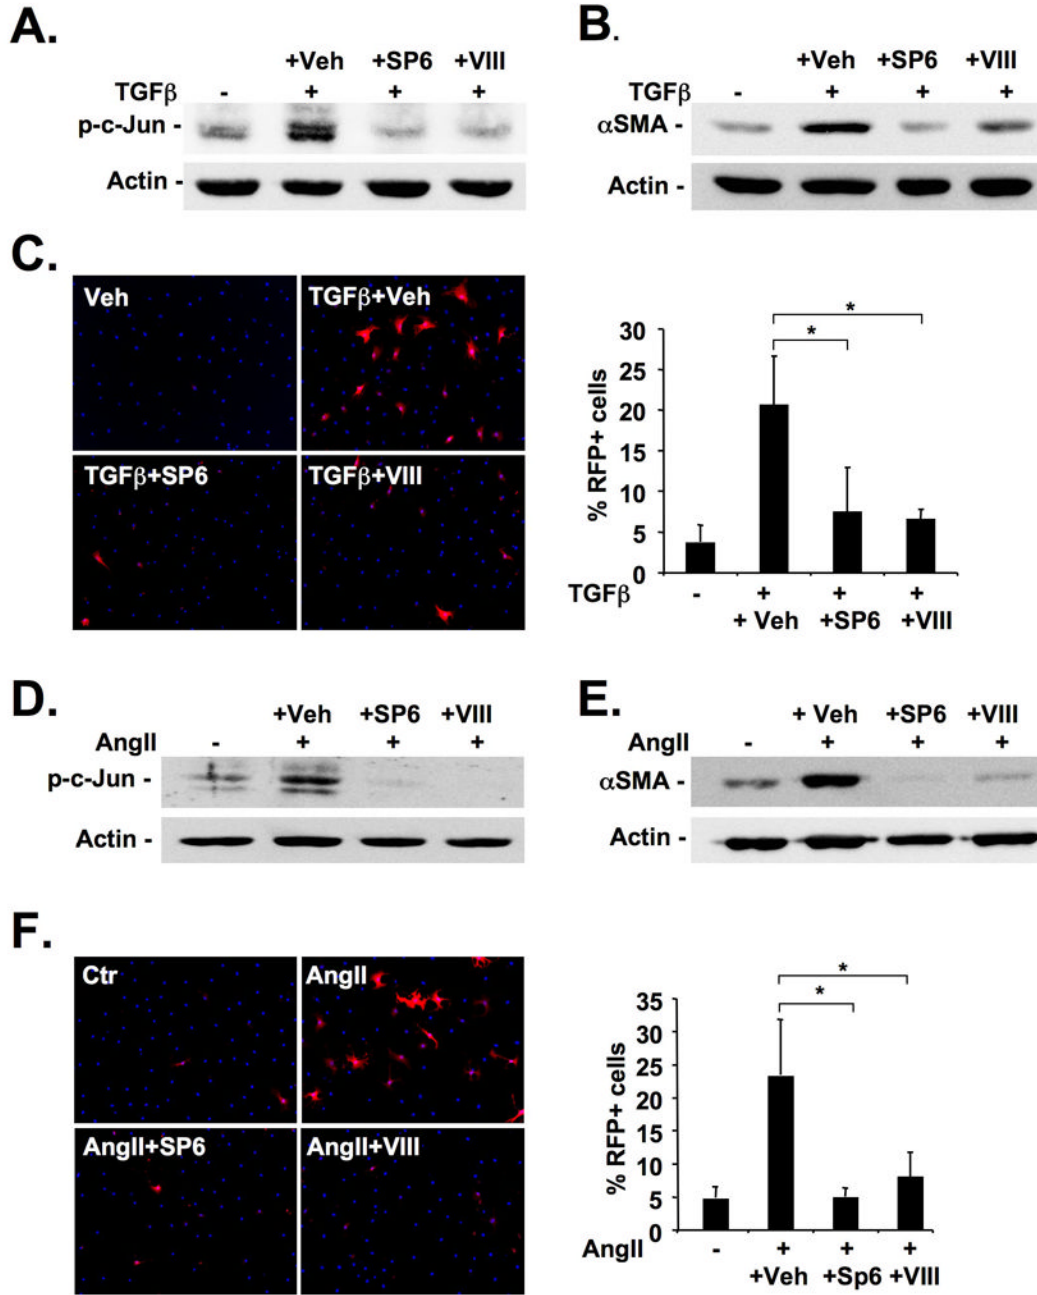 A.
+Veh +SP6 +VIII
TGFβ - + + +
p-c-Jun -
Actin -
B.
+Veh +SP6 +VIII
TGFβ - + + +
αSMA -
Actin -
C.
Veh
TGFβ+Veh
TGFβ+SP6
TGFβ+VIII
* 
*
30
25
20
15
10
5
0
% RFP+ cells
TGFβ - + + +
+ Veh +SP6 +VIII
D.
+Veh +SP6 +VIII
AngII - + + +
p-c-Jun -
Actin -
E.
+ Veh +SP6 +VIII
AngII - + + +
αSMA -
Actin -
F.
Ctr
AngII
AngII+SP6
AngII+VIII
*
*
35
30
25
20
15
10
5
0
% RFP+ cells
AngII - + + +
+Veh +Sp6 +VIII